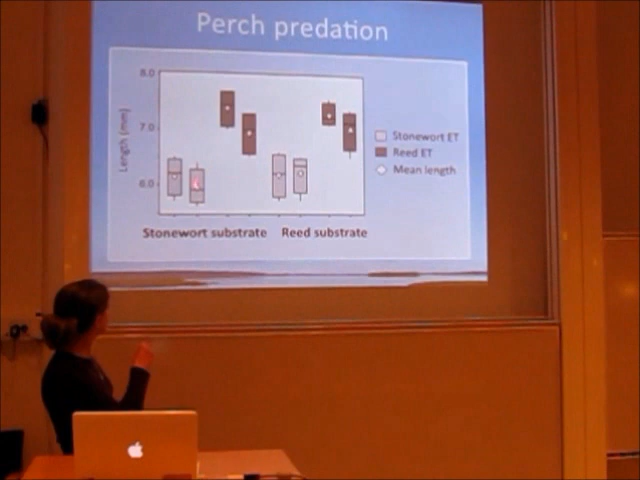 Perch predation
8.0
7.0
6.0
Length (mm)
Stonewort ET
Reed ET
Mean length
Stonewort substrate
Reed substrate